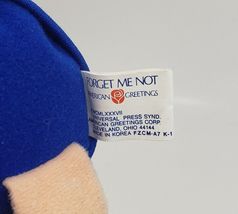 FORGET ME NOT
AMERICAN GREETINGS
MCMLXXXVIII
UNIVERSAL PRESS SYND.
AMERICAN GREETINGS CORP.
CLEVELAND, OHIO 44144
MADE IN KOREA FZCM-A7 K-1